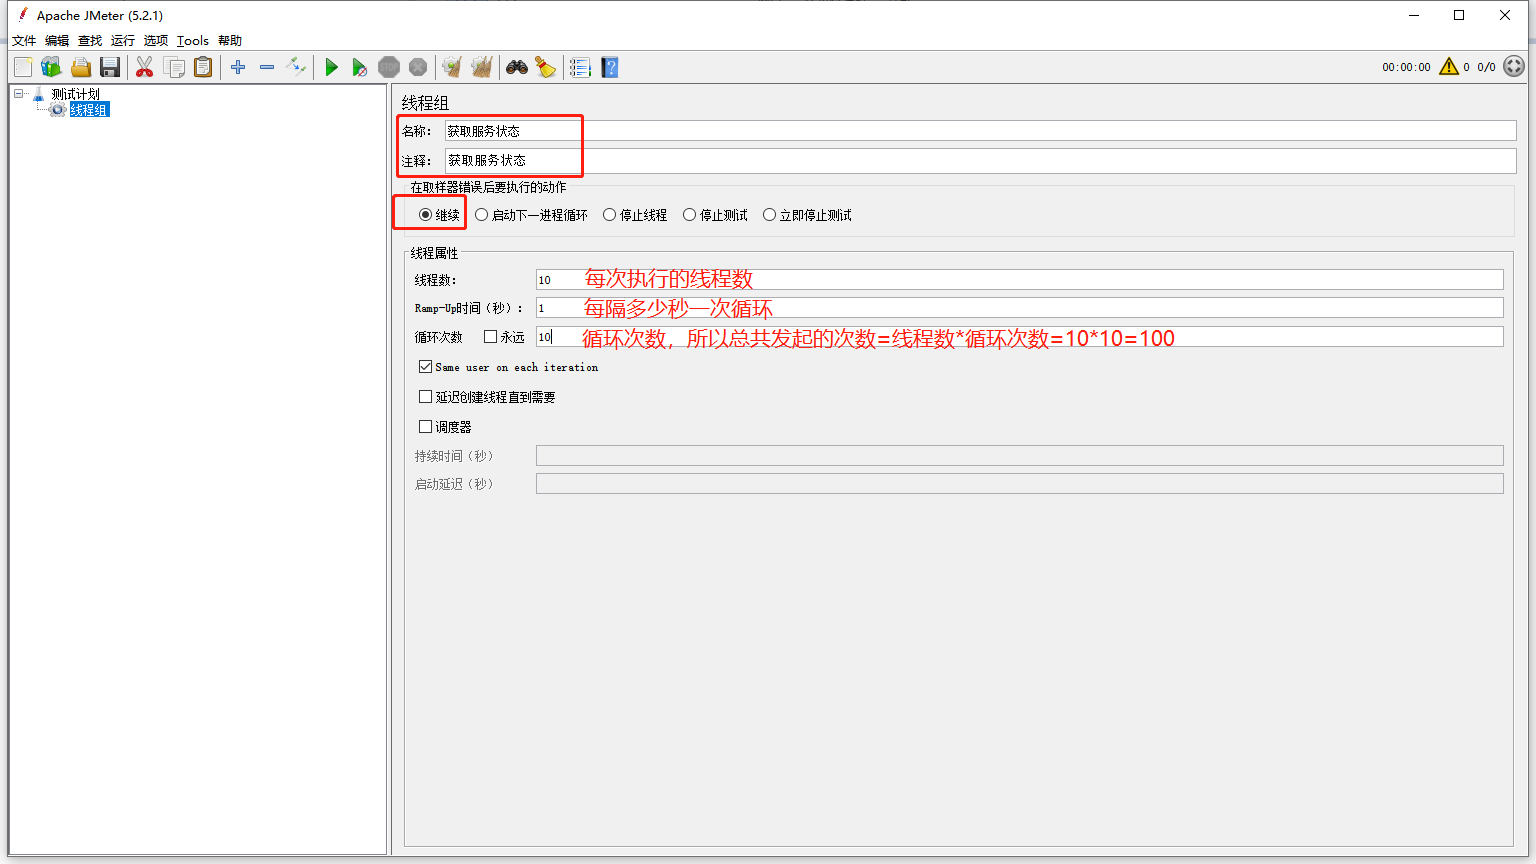 Apache JMeter (5.2.1)
文件 编辑 查找 运行 选项 Tools 帮助
STOP
00:00:00 0 0/0
测试计划
线程组
线程组
名称： 获取服务状态
注释： 获取服务状态
在取样器错误后要执行的动作
继续 启动下一进程循环 停止线程 停止测试 立即停止测试
线程属性
线程数： 10 每次执行的线程数
Ramp-Up时间（秒）： 1 每隔多少秒一次循环
循环次数 永远 10 循环次数，所以总共发起的次数=线程数*循环次数=10*10=100
Same user on each iteration
延迟创建线程直到需要
调度器
持续时间（秒）
启动延迟（秒）